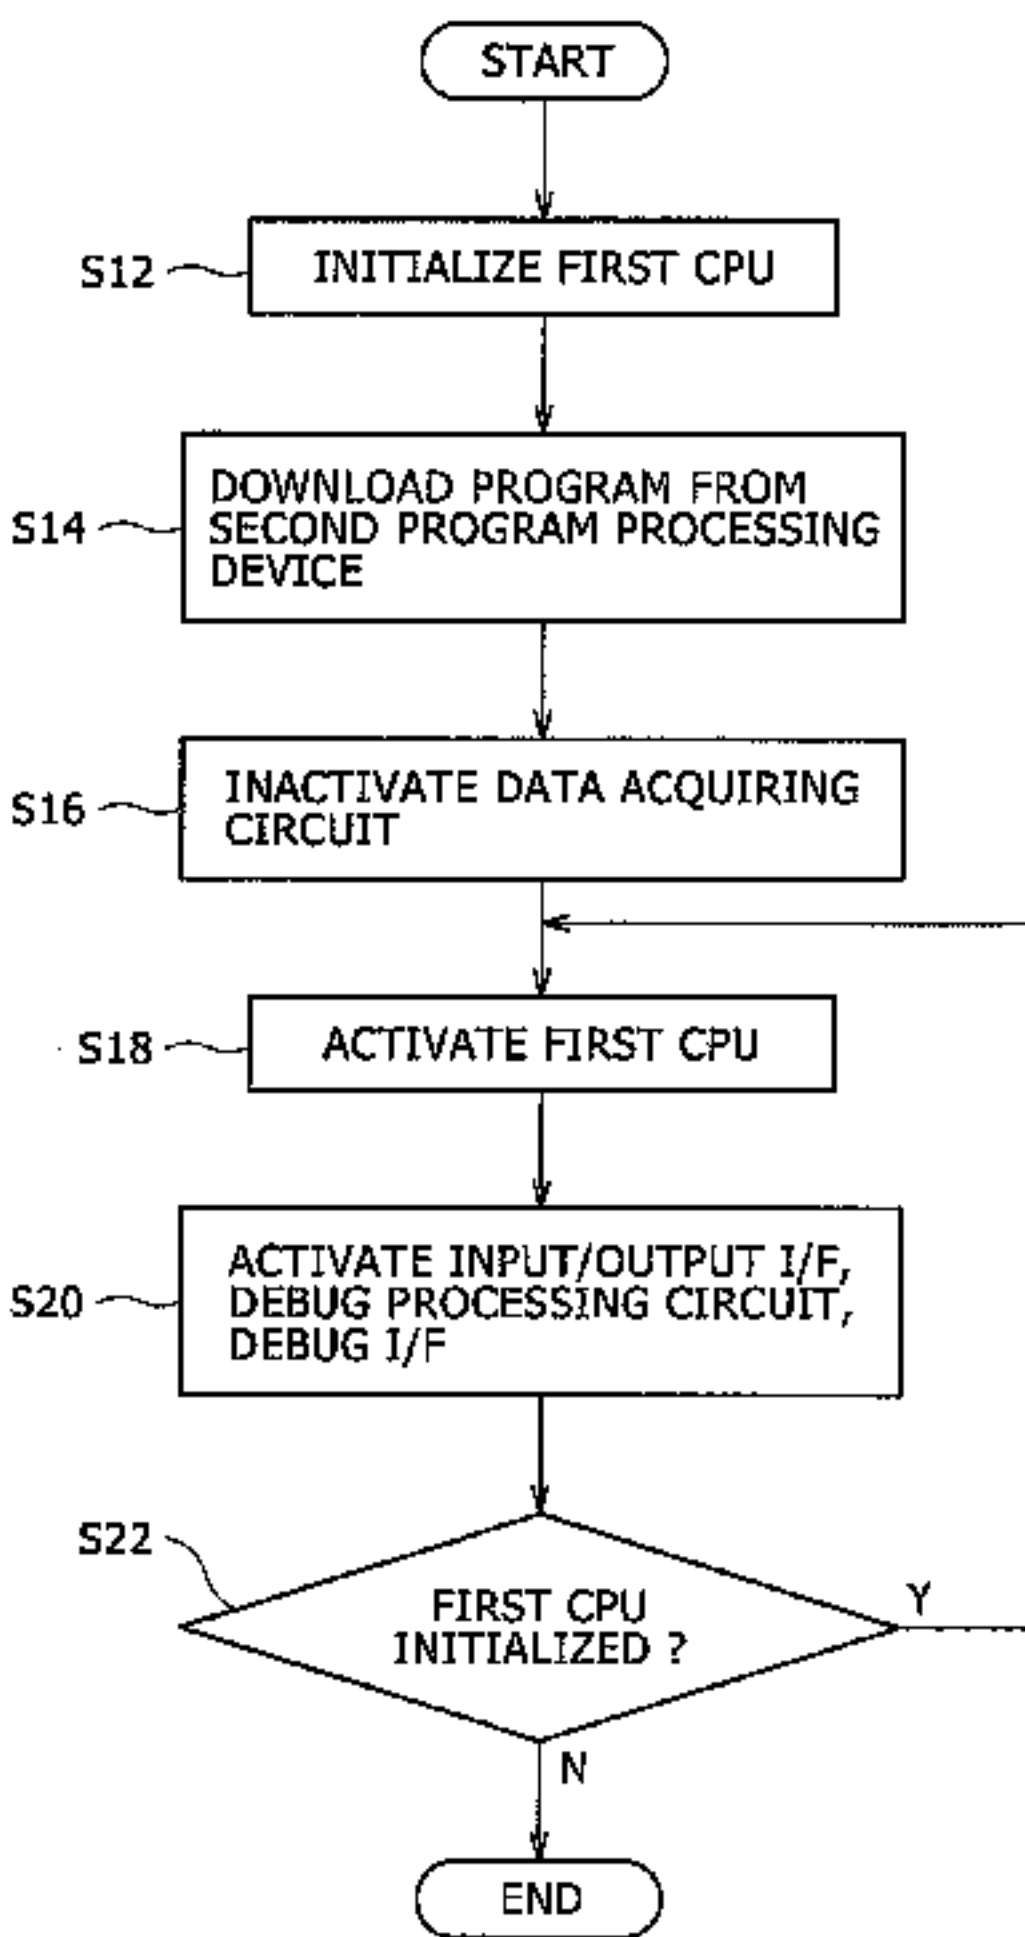 START
S12
INITIALIZE FIRST CPU
S14
DOWNLOAD PROGRAM FROM
SECOND PROGRAM PROCESSING
DEVICE
S16
INACTIVATE DATA ACQUIRING
CIRCUIT
S18
ACTIVATE FIRST CPU
S20
ACTIVATE INPUT/OUTPUT I/F,
DEBUG PROCESSING CIRCUIT,
DEBUG I/F
S22
FIRST CPU
INITIALIZED ?
Y
N
END